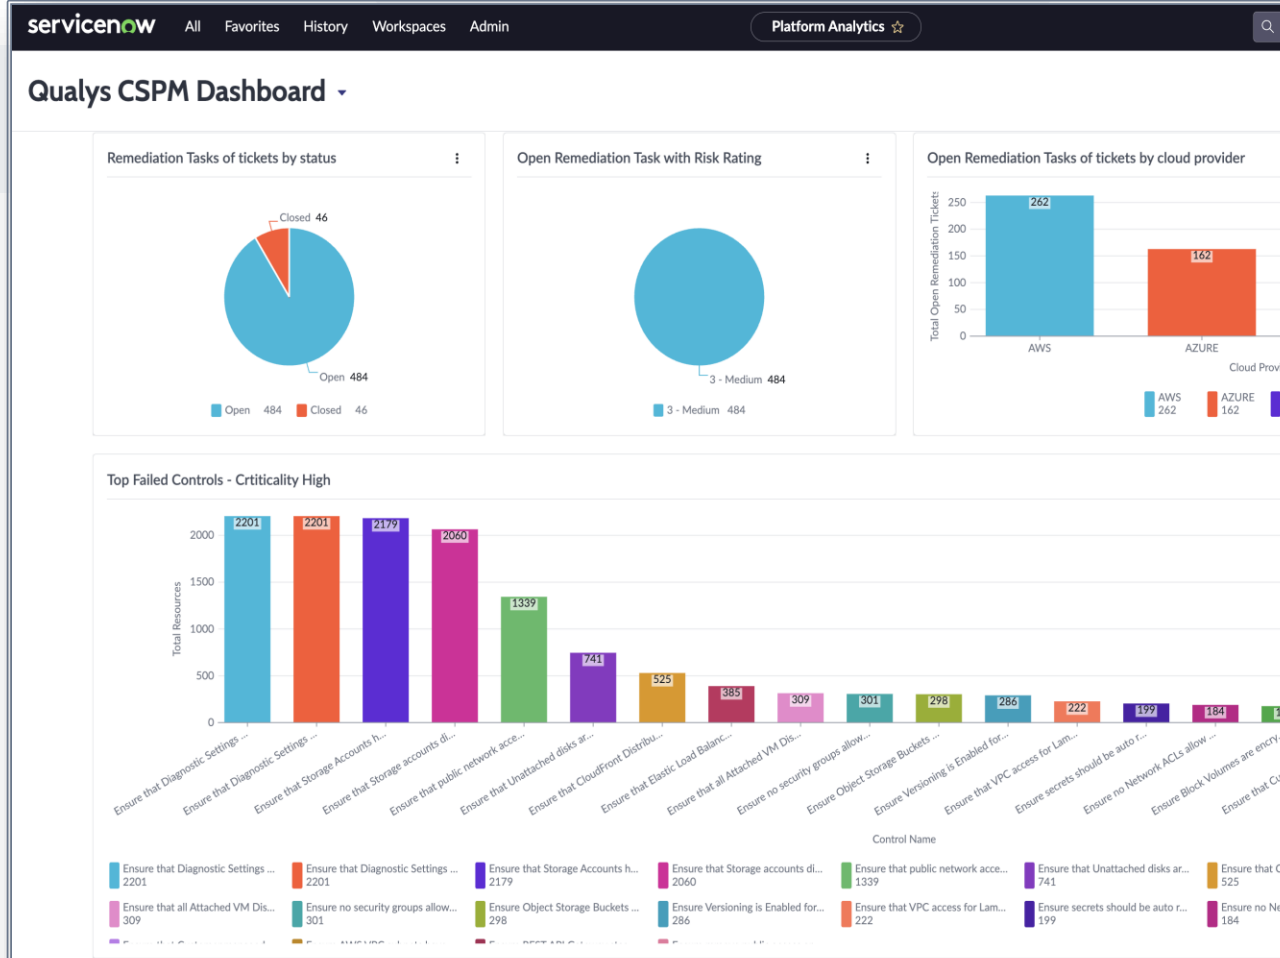 servicenow
All Favorites History Workspaces Admin
Platform Analytics
Qualys CSPM Dashboard
Remediation Tasks of tickets by status
Closed 46
Open 484
Open 484 Closed 46
Open Remediation Task with Risk Rating
3 - Medium 484
3 - Medium 484
Open Remediation Tasks of tickets by cloud provider
Total Open Remediation Tickets
250
200
150
100
50
0
262
162
AWS
AZURE
Cloud Provi
AWS
262
AZURE
162
Top Failed Controls - Crtiticality High
Total Resources
2000
1500
1000
500
0
2201
2201
2179
2060
1339
741
525
385
309
301
298
286
222
199
184
Ensure that Diagnostic Settings ...
Ensure that Diagnostic Settings ...
Ensure that Storage Accounts h...
Ensure that Storage accounts di...
Ensure that public network acce...
Ensure that Unattached disks ar...
Ensure that CloudFront Distribu...
Ensure that Elastic Load Balanc...
Ensure that all Attached VM Dis...
Ensure no security groups allow...
Ensure Object Storage Buckets ...
Ensure Versioning is Enabled for...
Ensure that VPC access for Lam...
Ensure secrets should be auto r...
Ensure no Network ACLs allow ...
Ensure Block Volumes are encry
Ensure that Cu
Control Name
Ensure that Diagnostic Settings ...
2201
Ensure that Diagnostic Settings ...
2201
Ensure that Storage Accounts h...
2179
Ensure that Storage accounts di...
2060
Ensure that public network acce...
1339
Ensure that Unattached disks ar...
741
Ensure that C
525
Ensure that all Attached VM Dis...
309
Ensure no security groups allow...
301
Ensure Object Storage Buckets ...
298
Ensure Versioning is Enabled for...
286
Ensure that VPC access for Lam...
222
Ensure secrets should be auto r...
199
Ensure no Ne
184